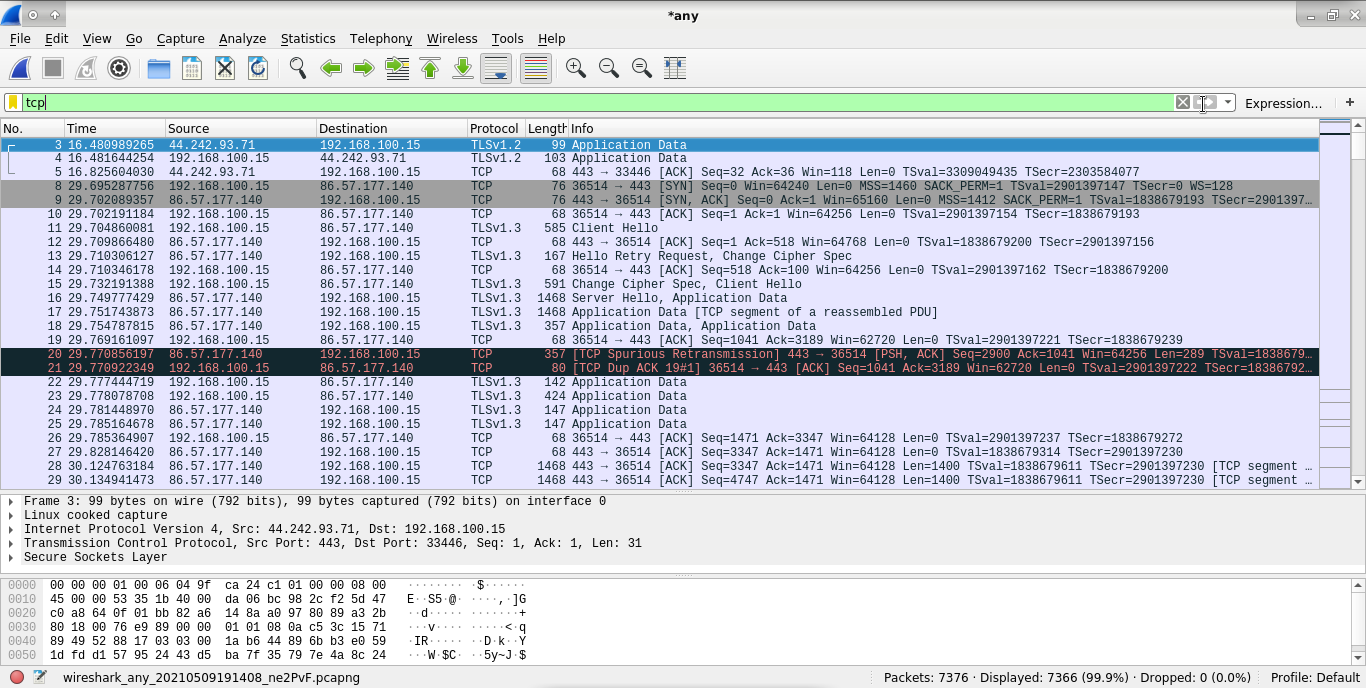 *any
File Edit View Go Capture Analyze Statistics Telephony Wireless Tools Help
tcp Expression… +
No. Time Source Destination Protocol Length Info
3 16.480989265 44.242.93.71 192.168.100.15 TLSv1.2 99 Application Data
4 16.481644254 192.168.100.15 44.242.93.71 TLSv1.2 103 Application Data
5 16.825604030 44.242.93.71 192.168.100.15 TCP 68 443 → 33446 [ACK] Seq=32 Ack=36 Win=118 Len=0 TSval=3309049435 TSecr=2303584077
8 29.695287756 192.168.100.15 86.57.177.140 TCP 76 36514 → 443 [SYN] Seq=0 Win=64240 Len=0 MSS=1460 SACK_PERM=1 TSval=2901397147 TSecr=0 WS=128
9 29.702089357 86.57.177.140 192.168.100.15 TCP 76 443 → 36514 [SYN, ACK] Seq=0 Ack=1 Win=65160 Len=0 MSS=1412 SACK_PERM=1 TSval=1838679193 TSecr=2901397…
10 29.702191184 192.168.100.15 86.57.177.140 TCP 68 36514 → 443 [ACK] Seq=1 Ack=1 Win=64256 Len=0 TSval=2901397154 TSecr=1838679193
11 29.704860081 192.168.100.15 86.57.177.140 TLSv1.3 585 Client Hello
12 29.709866480 86.57.177.140 192.168.100.15 TCP 68 443 → 36514 [ACK] Seq=1 Ack=518 Win=64768 Len=0 TSval=1838679200 TSecr=2901397156
13 29.710306127 86.57.177.140 192.168.100.15 TLSv1.3 167 Hello Retry Request, Change Cipher Spec
14 29.710346178 192.168.100.15 86.57.177.140 TCP 68 36514 → 443 [ACK] Seq=518 Ack=100 Win=64256 Len=0 TSval=2901397162 TSecr=1838679200
15 29.732191388 192.168.100.15 86.57.177.140 TLSv1.3 591 Change Cipher Spec, Client Hello
16 29.749777429 86.57.177.140 192.168.100.15 TLSv1.3 1468 Server Hello, Application Data
17 29.751743873 86.57.177.140 192.168.100.15 TLSv1.3 1468 Application Data [TCP segment of a reassembled PDU]
18 29.754787815 86.57.177.140 192.168.100.15 TLSv1.3 357 Application Data, Application Data
19 29.769161097 192.168.100.15 86.57.177.140 TCP 68 36514 → 443 [ACK] Seq=1041 Ack=3189 Win=62720 Len=0 TSval=2901397221 TSecr=1838679239
20 29.770856197 86.57.177.140 192.168.100.15 TCP 357 [TCP Spurious Retransmission] 443 → 36514 [PSH, ACK] Seq=2900 Ack=1041 Win=64256 Len=289 TSval=1838679…
21 29.770922349 192.168.100.15 86.57.177.140 TCP 80 [TCP Dup ACK 19#1] 36514 → 443 [ACK] Seq=1041 Ack=3189 Win=62720 Len=0 TSval=2901397222 TSecr=18386792…
22 29.777444719 192.168.100.15 86.57.177.140 TLSv1.3 142 Application Data
23 29.778078708 192.168.100.15 86.57.177.140 TLSv1.3 424 Application Data
24 29.781448970 86.57.177.140 192.168.100.15 TLSv1.3 147 Application Data
25 29.785164678 86.57.177.140 192.168.100.15 TLSv1.3 147 Application Data
26 29.785364907 192.168.100.15 86.57.177.140 TCP 68 36514 → 443 [ACK] Seq=1471 Ack=3347 Win=64128 Len=0 TSval=2901397237 TSecr=1838679272
27 29.828146420 86.57.177.140 192.168.100.15 TCP 68 443 → 36514 [ACK] Seq=3347 Ack=1471 Win=64128 Len=0 TSval=1838679314 TSecr=2901397230
28 30.124763184 86.57.177.140 192.168.100.15 TCP 1468 443 → 36514 [ACK] Seq=3347 Ack=1471 Win=64128 Len=1400 TSval=1838679611 TSecr=2901397230 [TCP segment …
29 30.134941473 86.57.177.140 192.168.100.15 TCP 1468 443 → 36514 [ACK] Seq=4747 Ack=1471 Win=64128 Len=1400 TSval=1838679611 TSecr=2901397230 [TCP segment …
Frame 3: 99 bytes on wire (792 bits), 99 bytes captured (792 bits) on interface 0
Linux cooked capture
Internet Protocol Version 4, Src: 44.242.93.71, Dst: 192.168.100.15
Transmission Control Protocol, Src Port: 443, Dst Port: 33446, Seq: 1, Ack: 1, Len: 31
Secure Sockets Layer
0000 00 00 00 01 00 06 04 9f ca 24 c1 01 00 00 08 00 ········ ·$······
0010 45 00 00 53 35 1b 40 00 da 06 bc 98 2c f2 5d 47 E··S5·@· ····,·]G
0020 c0 a8 64 0f 01 bb 82 a6 14 8a a0 97 80 89 a3 2b ··d····· ·······+
0030 80 18 00 76 e9 89 00 00 01 01 08 0a c5 3c 15 71 ···v···· ·····<·q
0040 89 49 52 88 17 03 03 00 1a b6 44 89 6b b3 e0 59 ·IR····· ··D·k··Y
0050 1d fd d1 57 95 24 43 d5 ba 7f 35 79 7e 4a 8c 24 ···W·$C· ··5y~J·$
wireshark_any_20210509191408_ne2PvF.pcapng Packets: 7376 · Displayed: 7366 (99.9%) · Dropped: 0 (0.0%) Profile: Default